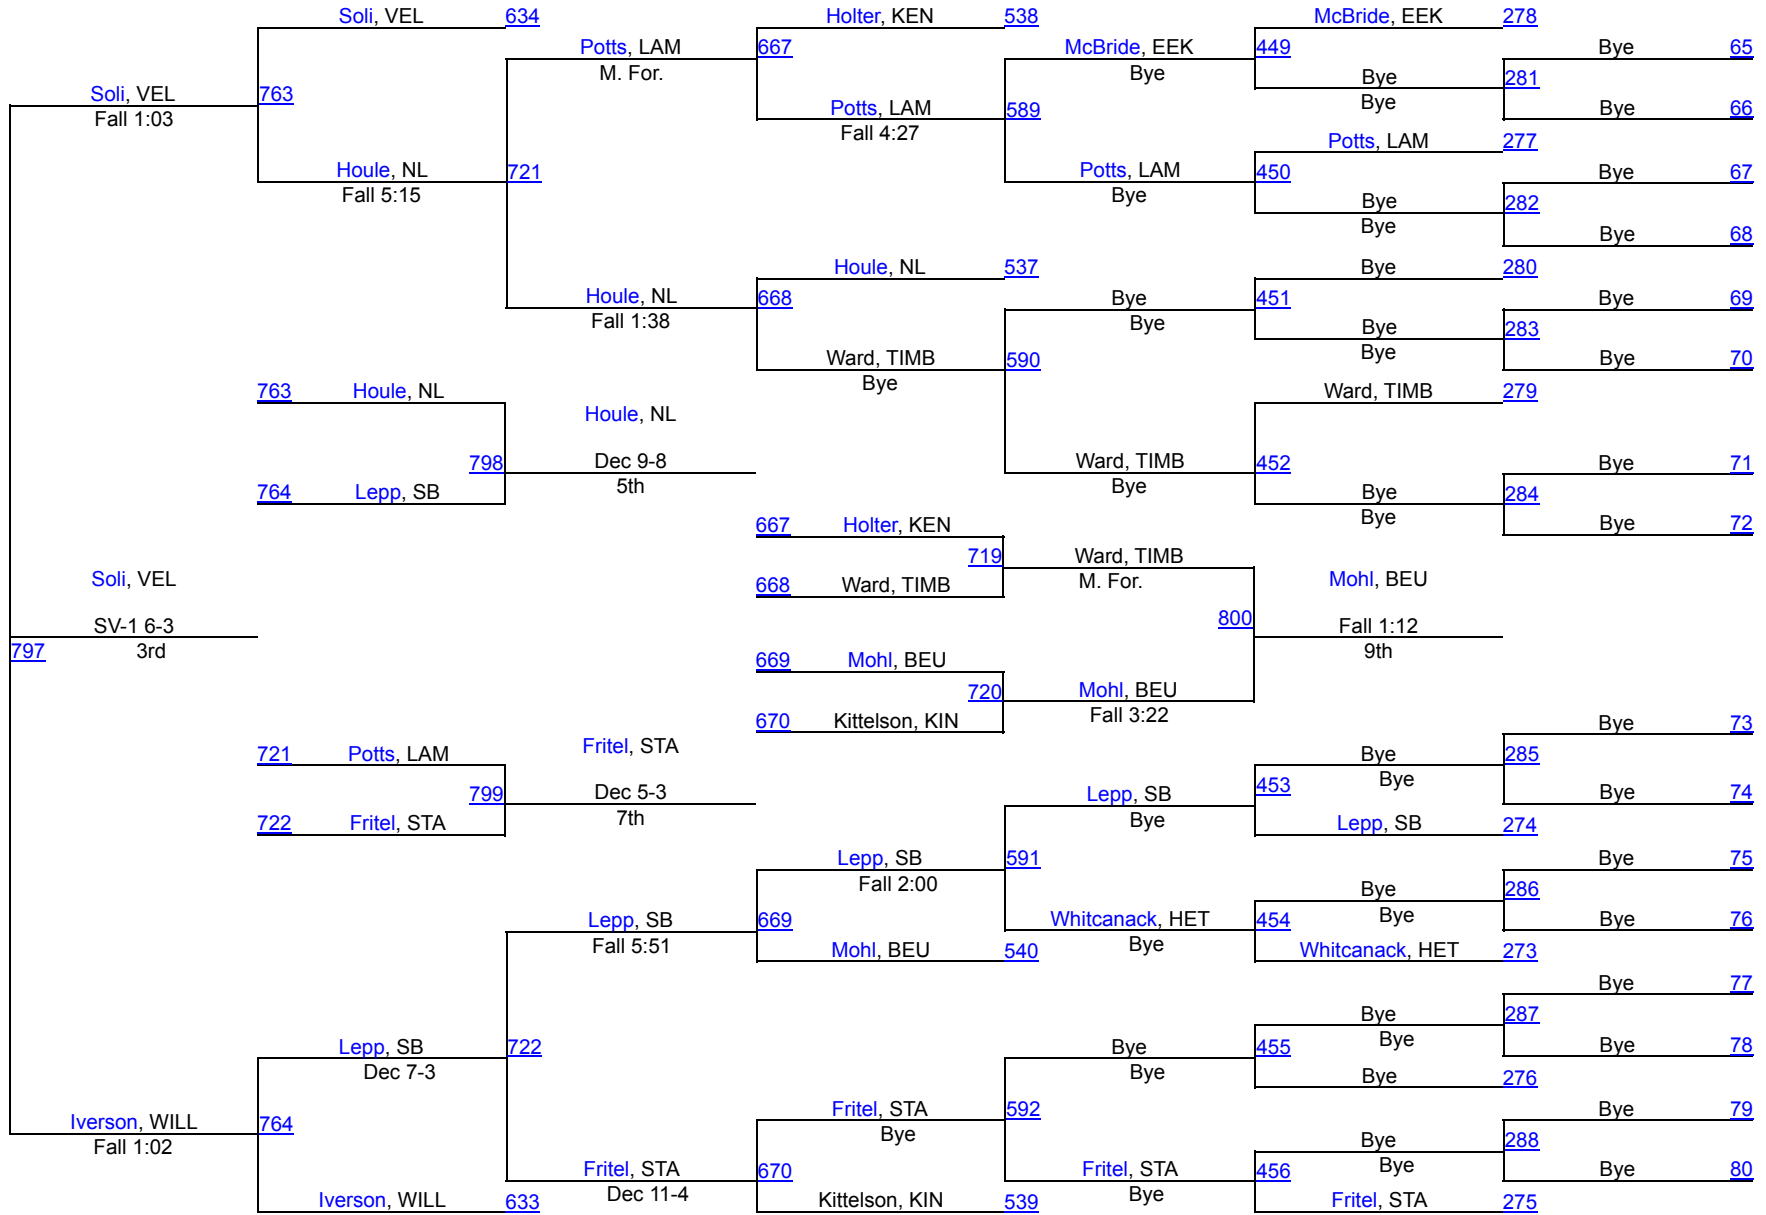 Soli, VEL 634 Holter, KEN 538 McBride, EEK 278
Potts, LAM 667 McBride, EEK 449 Bye 65
M. For. Bye Bye 281
Soli, VEL 763 Bye
Fall 1:03 Potts, LAM 589 Bye 66
Fall 4:27 Potts, LAM 277
Houle, NL 721 Potts, LAM 450 Bye 67
Fall 5:15 Bye Bye 282
Bye
Bye 68
Houle, NL 537 Bye 280
Houle, NL 668 Bye 451 Bye 69
Fall 1:38 Bye Bye 283
Ward, TIMB 590 Bye Bye 70
Bye
763 Houle, NL Ward, TIMB 279
Houle, NL
798 Dec 9-8 Ward, TIMB 452 Bye 71
764 Lepp, SB 5th Bye Bye 284
Bye
667 Holter, KEN Bye 72
719 Ward, TIMB
Soli, VEL 668 Ward, TIMB M. For. Mohl, BEU
800
SV-1 6-3 Fall 1:12
797 3rd 9th
669 Mohl, BEU
720 Mohl, BEU
670 Kittelson, KIN Fall 3:22 Bye 73
721 Potts, LAM Fritel, STA Bye 285
Bye
799 Dec 5-3 Lepp, SB 453 Bye 74
722 Fritel, STA 7th Bye Lepp, SB 274
Lepp, SB 591 Bye 75
Fall 2:00 Bye 286
Lepp, SB 669 Whitcanack, HET 454 Bye Bye 76
Fall 5:51 Bye
Mohl, BEU 540 Whitcanack, HET 273
Bye 77
Bye 287
Lepp, SB 722 Bye 455 Bye Bye 78
Dec 7-3 Bye Bye 276
Iverson, WILL 764 Fritel, STA 592 Bye 79
Fall 1:02 Bye Bye 288
Fritel, STA 670 Fritel, STA 456 Bye Bye 80
Dec 11-4 Bye
Iverson, WILL 633 Kittelson, KIN 539 Fritel, STA 275